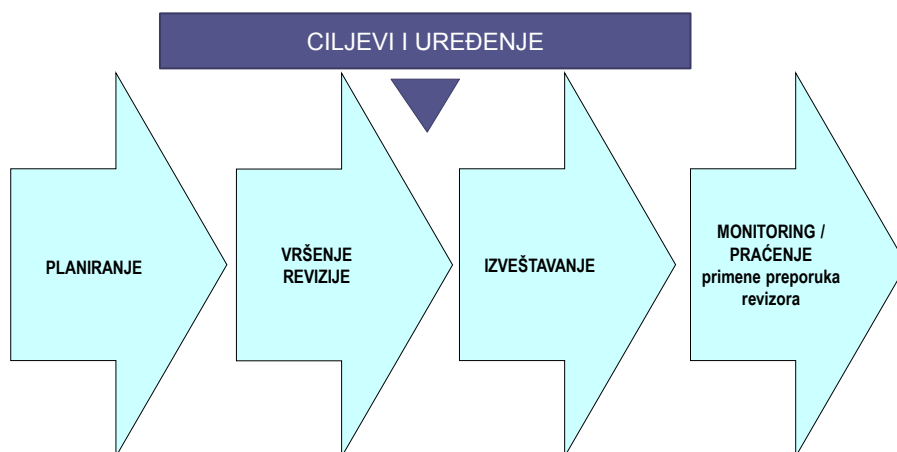 CILJEVI I UREĐENJE
PLANIRANJE
VRŠENJE
REVIZIJE
IZVEŠTAVANJE
MONITORING /
PRAĆENJE
primene preporuka
revizora